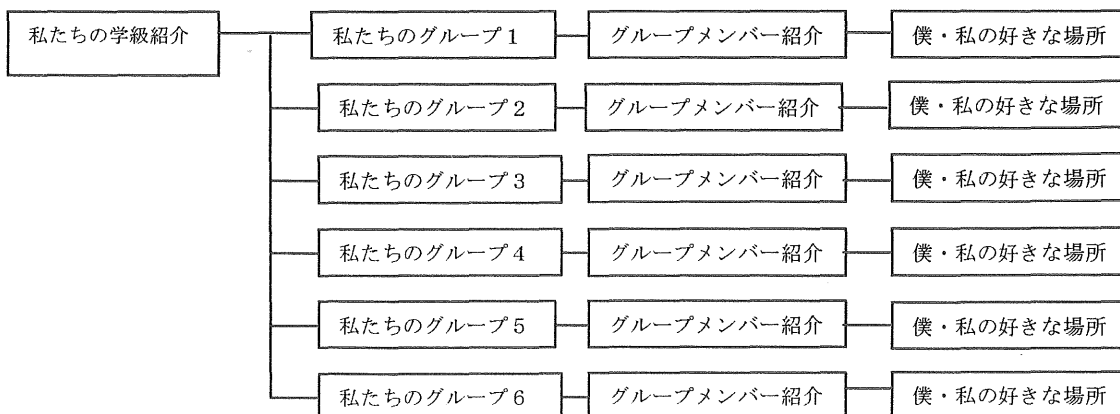 私たちの学級紹介
私たちのグループ1
グループメンバー紹介
僕・私の好きな場所
私たちのグループ2
グループメンバー紹介
僕・私の好きな場所
私たちのグループ3
グループメンバー紹介
僕・私の好きな場所
私たちのグループ4
グループメンバー紹介
僕・私の好きな場所
私たちのグループ5
グループメンバー紹介
僕・私の好きな場所
私たちのグループ6
グループメンバー紹介
僕・私の好きな場所